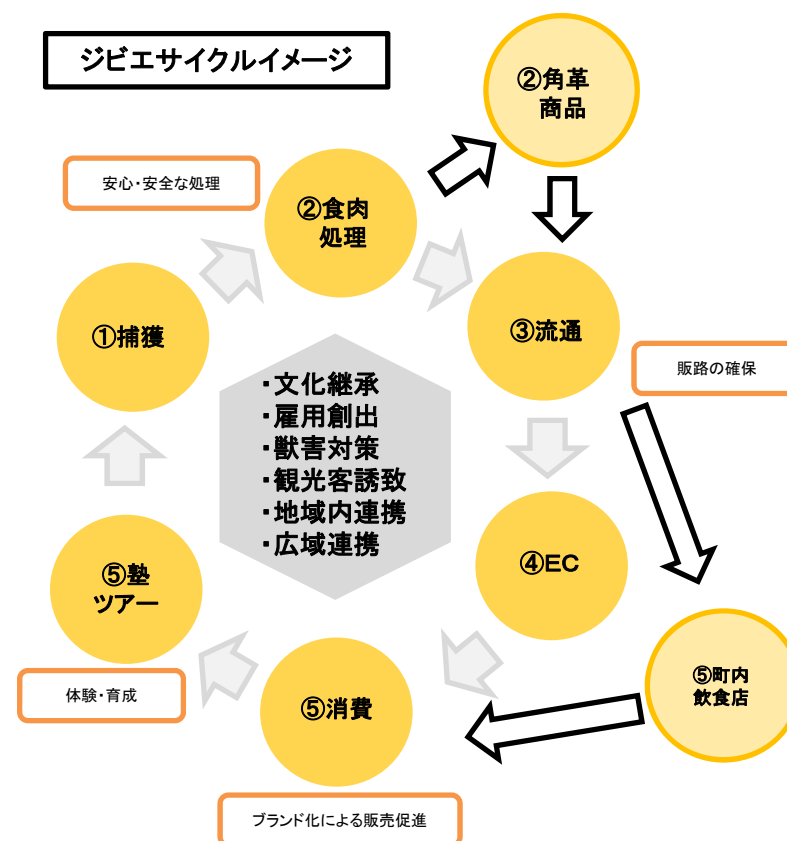 ジビエサイクルイメージ
②角革
商品
安心・安全な処理
②食肉
処理
①捕獲
③流通
販路の確保
・文化継承
・雇用創出
・獣害対策
・観光客誘致
・地域内連携
・広域連携
④EC
⑤塾
ツアー
体験・育成
⑤消費
⑤町内
飲食店
ブランド化による販売促進